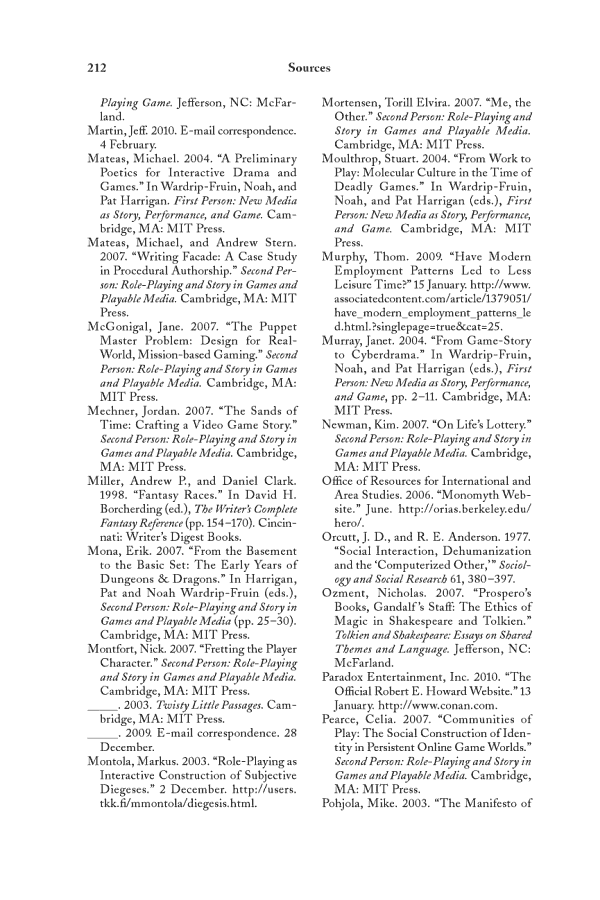 212
Sources
Playing Game. Jefferson, NC: McFar-
land.
Martin, Jeff. 2010. E-mail correspondence.
4 February.
Mateas, Michael. 2004. “A Preliminary
Poetics for Interactive Drama and
Games.” In Wardrip-Fruin, Noah, and
Pat Harrigan. First Person: New Media
as Story, Performance, and Game. Cam-
bridge, MA: MIT Press.
Mateas, Michael, and Andrew Stern.
2007. “Writing Facade: A Case Study
in Procedural Authorship.” Second Per-
son: Role-Playing and Story in Games and
Playable Media. Cambridge, MA: MIT
Press.
McGonigal, Jane. 2007. “The Puppet
Master Problem: Design for Real-
World, Mission-based Gaming.” Second
Person: Role-Playing and Story in Games
and Playable Media. Cambridge, MA:
MIT Press.
Mechner, Jordan. 2007. “The Sands of
Time: Crafting a Video Game Story.”
Second Person: Role-Playing and Story in
Games and Playable Media. Cambridge,
MA: MIT Press.
Miller, Andrew P., and Daniel Clark.
1998. “Fantasy Races.” In David H.
Borcherding (ed.), The Writer’s Complete
Fantasy Reference (pp. 154–170). Cincin-
nati: Writer’s Digest Books.
Mona, Erik. 2007. “From the Basement
to the Basic Set: The Early Years of
Dungeons & Dragons.” In Harrigan,
Pat and Noah Wardrip-Fruin (eds.),
Second Person: Role-Playing and Story in
Games and Playable Media (pp. 25–30).
Cambridge, MA: MIT Press.
Montfort, Nick. 2007. “Fretting the Player
Character.” Second Person: Role-Playing
and Story in Games and Playable Media.
Cambridge, MA: MIT Press.
_____. 2003. Twisty Little Passages. Cam-
bridge, MA: MIT Press.
_____. 2009. E-mail correspondence. 28
December.
Montola, Markus. 2003. “Role-Playing as
Interactive Construction of Subjective
Diegeses.” 2 December. http://users.
tkk.fi/mmontola/diegesis.html.
Mortensen, Torill Elvira. 2007. “Me, the
Other.” Second Person: Role-Playing and
Story in Games and Playable Media.
Cambridge, MA: MIT Press.
Moulthrop, Stuart. 2004. “From Work to
Play: Molecular Culture in the Time of
Deadly Games.” In Wardrip-Fruin,
Noah, and Pat Harrigan (eds.), First
Person: New Media as Story, Performance,
and Game. Cambridge, MA: MIT
Press.
Murphy, Thom. 2009. “Have Modern
Employment Patterns Led to Less
Leisure Time?” 15 January. http://www.
associatedcontent.com/article/1379051/
have_modern_employment_patterns_le
d.html.?singlepage=true&cat=25.
Murray, Janet. 2004. “From Game-Story
to Cyberdrama.” In Wardrip-Fruin,
Noah, and Pat Harrigan (eds.), First
Person: New Media as Story, Performance,
and Game, pp. 2–11. Cambridge, MA:
MIT Press.
Newman, Kim. 2007. “On Life’s Lottery.”
Second Person: Role-Playing and Story in
Games and Playable Media. Cambridge,
MA: MIT Press.
Office of Resources for International and
Area Studies. 2006. “Monomyth Web-
site.” June. http://orias.berkeley.edu/
hero/.
Orcutt, J. D., and R. E. Anderson. 1977.
“Social Interaction, Dehumanization
and the ‘Computerized Other,’” Sociol-
ogy and Social Research 61, 380–397.
Ozment, Nicholas. 2007. “Prospero’s
Books, Gandalf’s Staff: The Ethics of
Magic in Shakespeare and Tolkien.”
Tolkien and Shakespeare: Essays on Shared
Themes and Language. Jefferson, NC:
McFarland.
Paradox Entertainment, Inc. 2010. “The
Official Robert E. Howard Website.” 13
January. http://www.conan.com.
Pearce, Celia. 2007. “Communities of
Play: The Social Construction of Iden-
tity in Persistent Online Game Worlds.”
Second Person: Role-Playing and Story in
Games and Playable Media. Cambridge,
MA: MIT Press.
Pohjola, Mike. 2003. “The Manifesto of